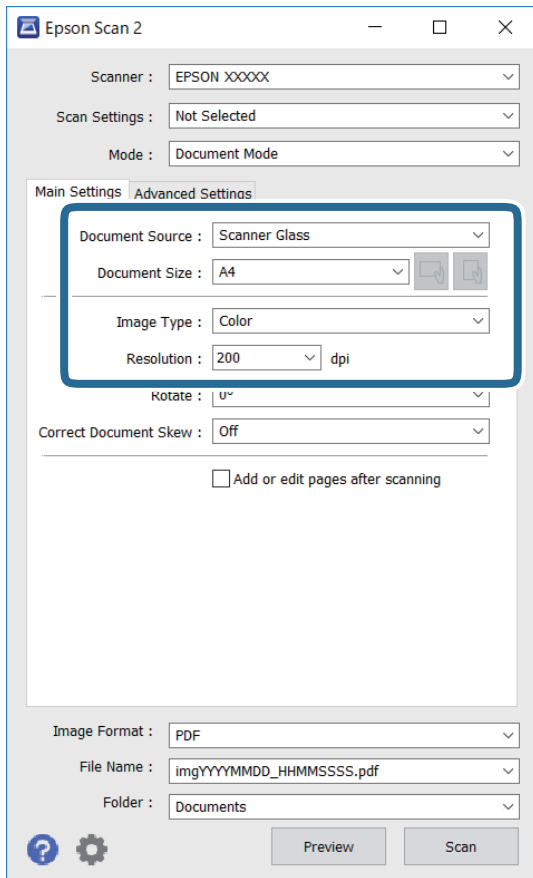 Epson Scan 2
Scanner : EPSON XXXXX
Scan Settings : Not Selected
Mode : Document Mode
Main Settings Advanced Settings
Document Source : Scanner Glass
Document Size : A4
Image Type : Color
Resolution : 200 dpi
Rotate : 0°
Correct Document Skew : Off
Add or edit pages after scanning
Image Format : PDF
File Name : imgYYYYMMDD_HHMMSSSS.pdf
Folder : Documents
? Preview Scan